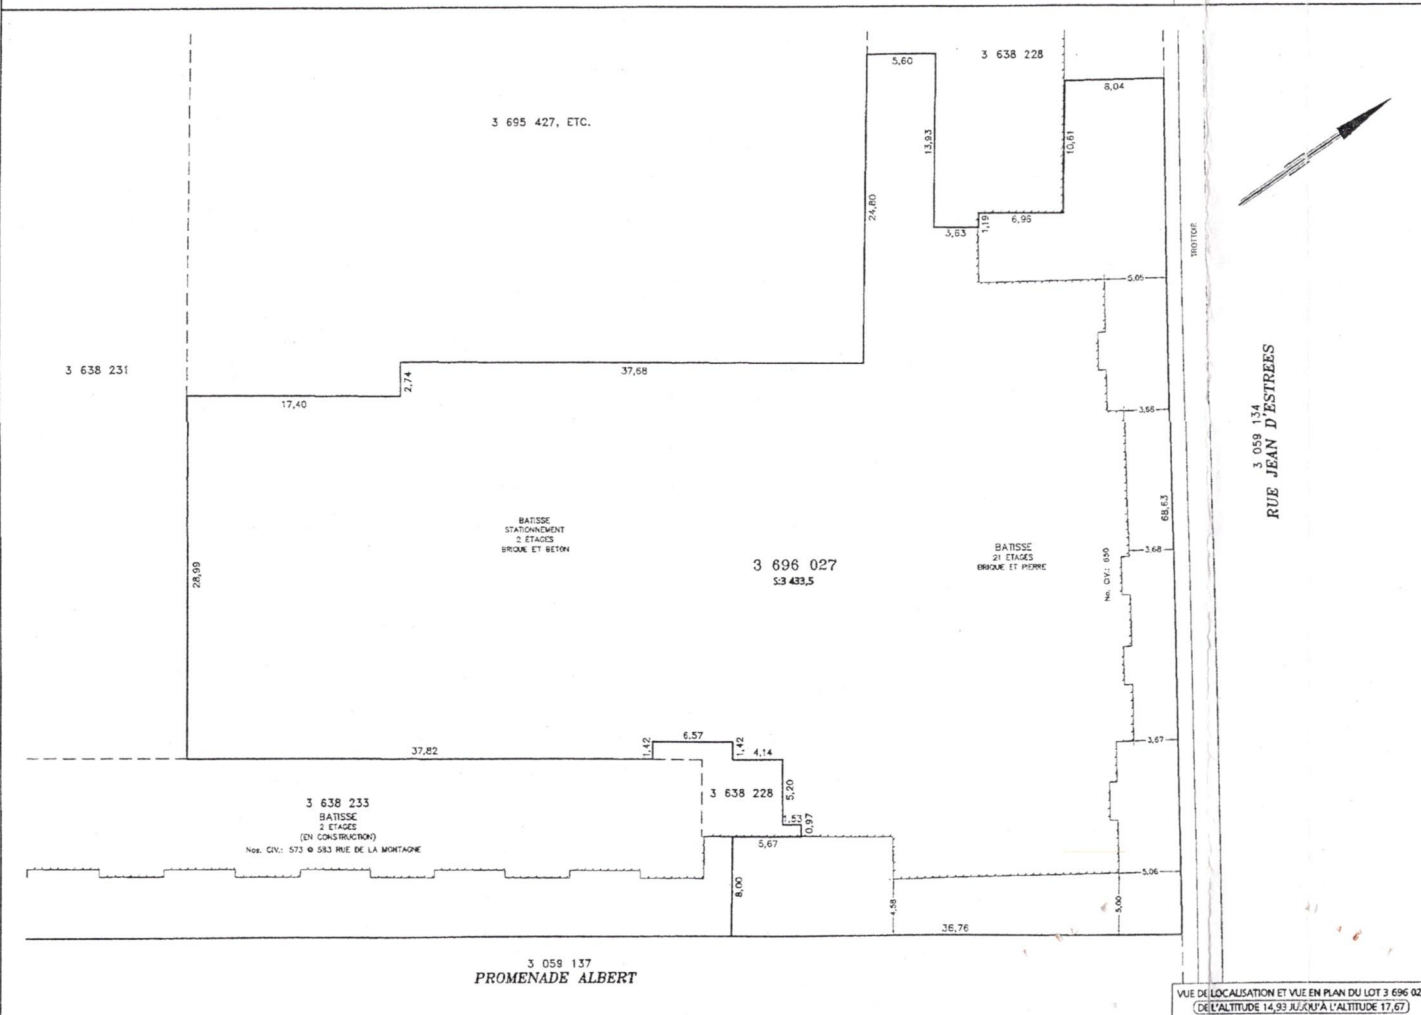 3 638 228
5,60
8,04
3 695 427, ETC.
13,93
10,61
24,80
6,96
1,19
3,63
TROTTOIR
5,05
3 638 231
37,68
2,74
17,40
3 059 134
RUE JEAN D'ESTREES
68,63
BATISSE
STATIONNEMENT
2 ETAGES
BRIQUE ET BETON
3 696 027
S:3 433,5
BATISSE
21 ETAGES
BRIQUE ET PIERRE
No. CIV.: 650
3,68
28,99
6,57
1,42
1,42
4,14
37,82
3,67
3 638 228
5,20
1,53
0,97
3 638 233
BATISSE
2 ETAGES
(EN CONSTRUCTION)
Nos. CIV.: 573 @ 583 RUE DE LA MONTAGNE
5,67
8,00
4,58
5,06
5,00
36,76
3 059 137
PROMENADE ALBERT
VUE DE LOCALISATION ET VUE EN PLAN DU LOT 3 696 02
(DE L'ALTITUDE 14,93 JUSQU'À L'ALTITUDE 17,67)